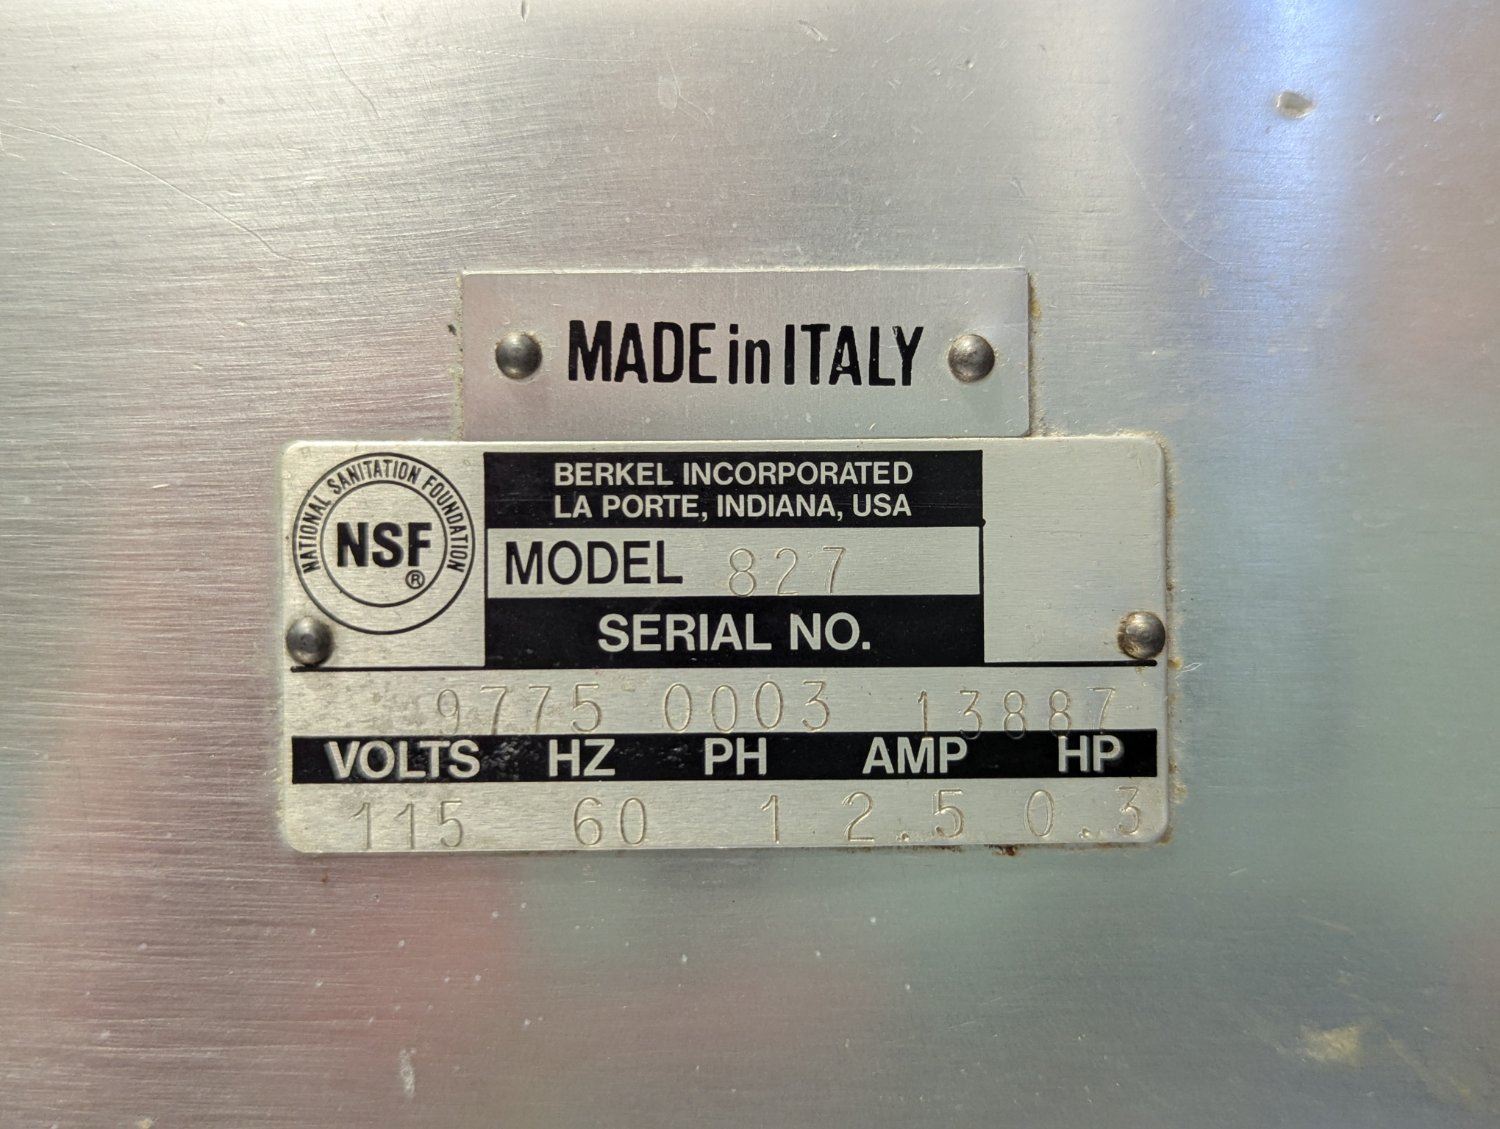 MADE in ITALY
NATIONAL SANITATION FOUNDATION
NSF®
BERKEL INCORPORATED
LA PORTE, INDIANA, USA
MODEL 827
SERIAL NO.
9775 0003 13887
VOLTS HZ PH AMP HP
115 60 1 2.5 0.3